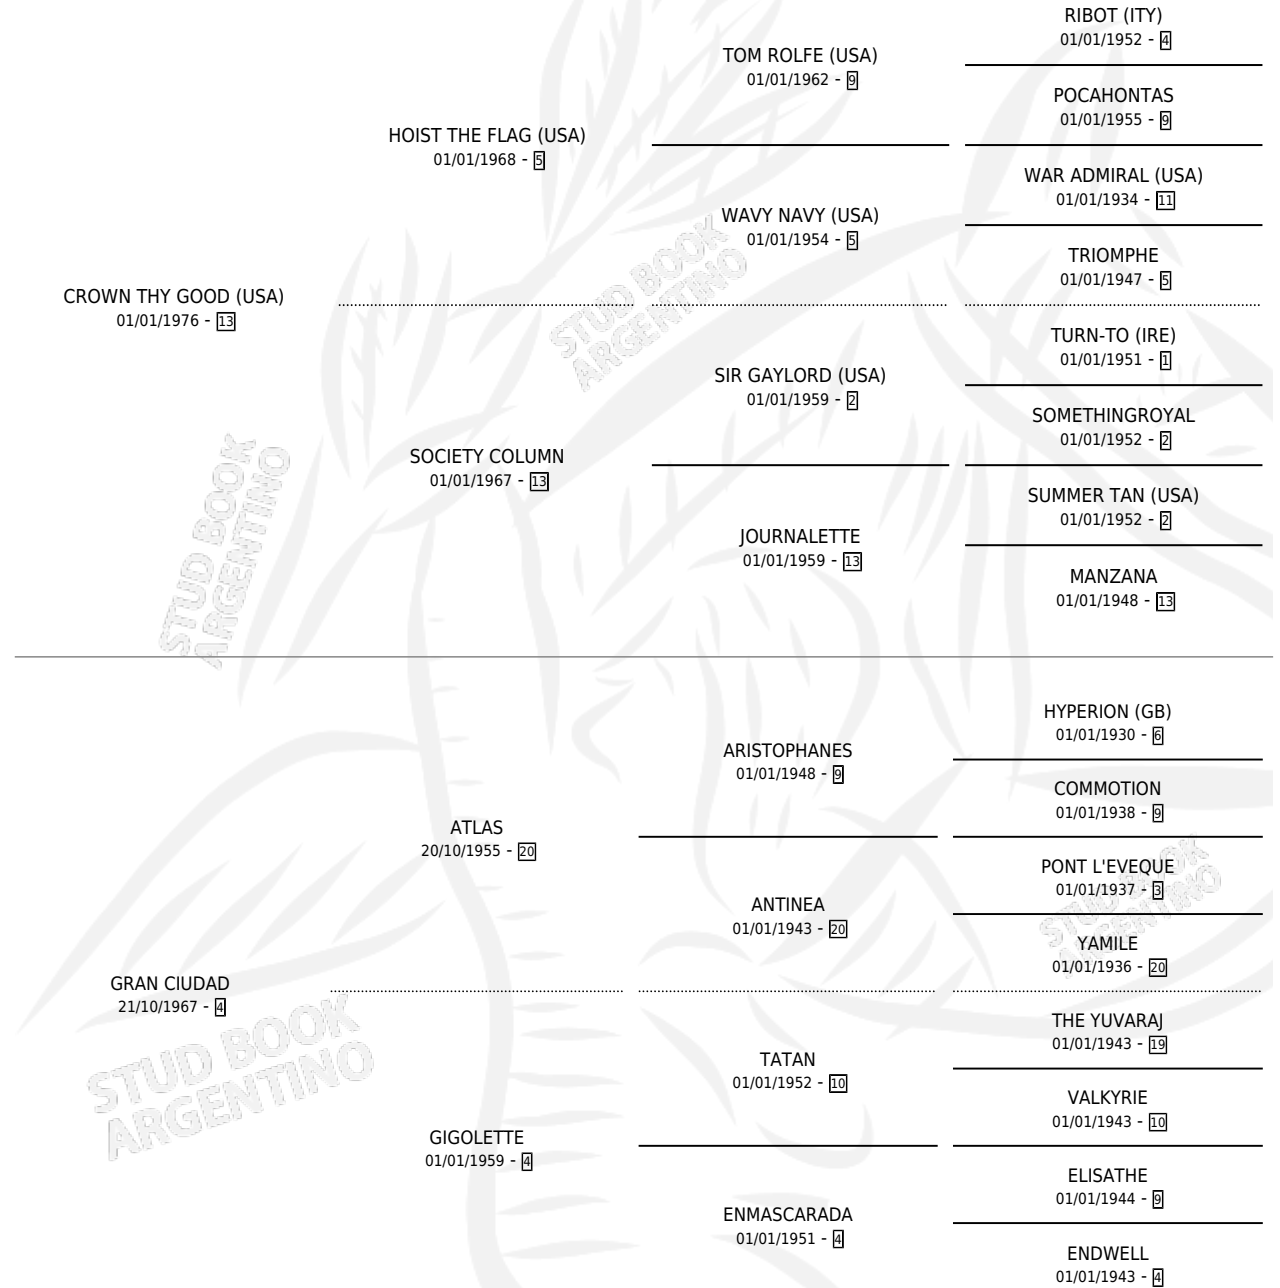 RIBOT (ITY)
01/01/1952 - 4
TOM ROLFE (USA)
01/01/1962 - 9
POCAHONTAS
01/01/1955 - 9
HOIST THE FLAG (USA)
01/01/1968 - 5
WAR ADMIRAL (USA)
01/01/1934 - 11
WAVY NAVY (USA)
01/01/1954 - 5
TRIOMPHE
01/01/1947 - 5
CROWN THY GOOD (USA)
01/01/1976 - 13
TURN-TO (IRE)
01/01/1951 - 1
SIR GAYLORD (USA)
01/01/1959 - 2
SOMETHINGROYAL
01/01/1952 - 2
SOCIETY COLUMN
01/01/1967 - 13
SUMMER TAN (USA)
01/01/1952 - 2
JOURNALETTE
01/01/1959 - 13
MANZANA
01/01/1948 - 13
HYPERION (GB)
01/01/1930 - 6
ARISTOPHANES
01/01/1948 - 9
COMMOTION
01/01/1938 - 9
ATLAS
20/10/1955 - 20
PONT L'EVEQUE
01/01/1937 - 3
ANTINEA
01/01/1943 - 20
YAMILE
01/01/1936 - 20
GRAN CIUDAD
21/10/1967 - 4
THE YUVARAJ
01/01/1943 - 19
TATAN
01/01/1952 - 10
VALKYRIE
01/01/1943 - 10
GIGOLETTE
01/01/1959 - 4
ELISATHE
01/01/1944 - 9
ENMASCARADA
01/01/1951 - 4
ENDWELL
01/01/1943 - 4
STUD BOOK
ARGENTINO
STUD BOOK
ARGENTINO
STUD BOOK
ARGENTINO
STUD BOOK
ARGENTINO